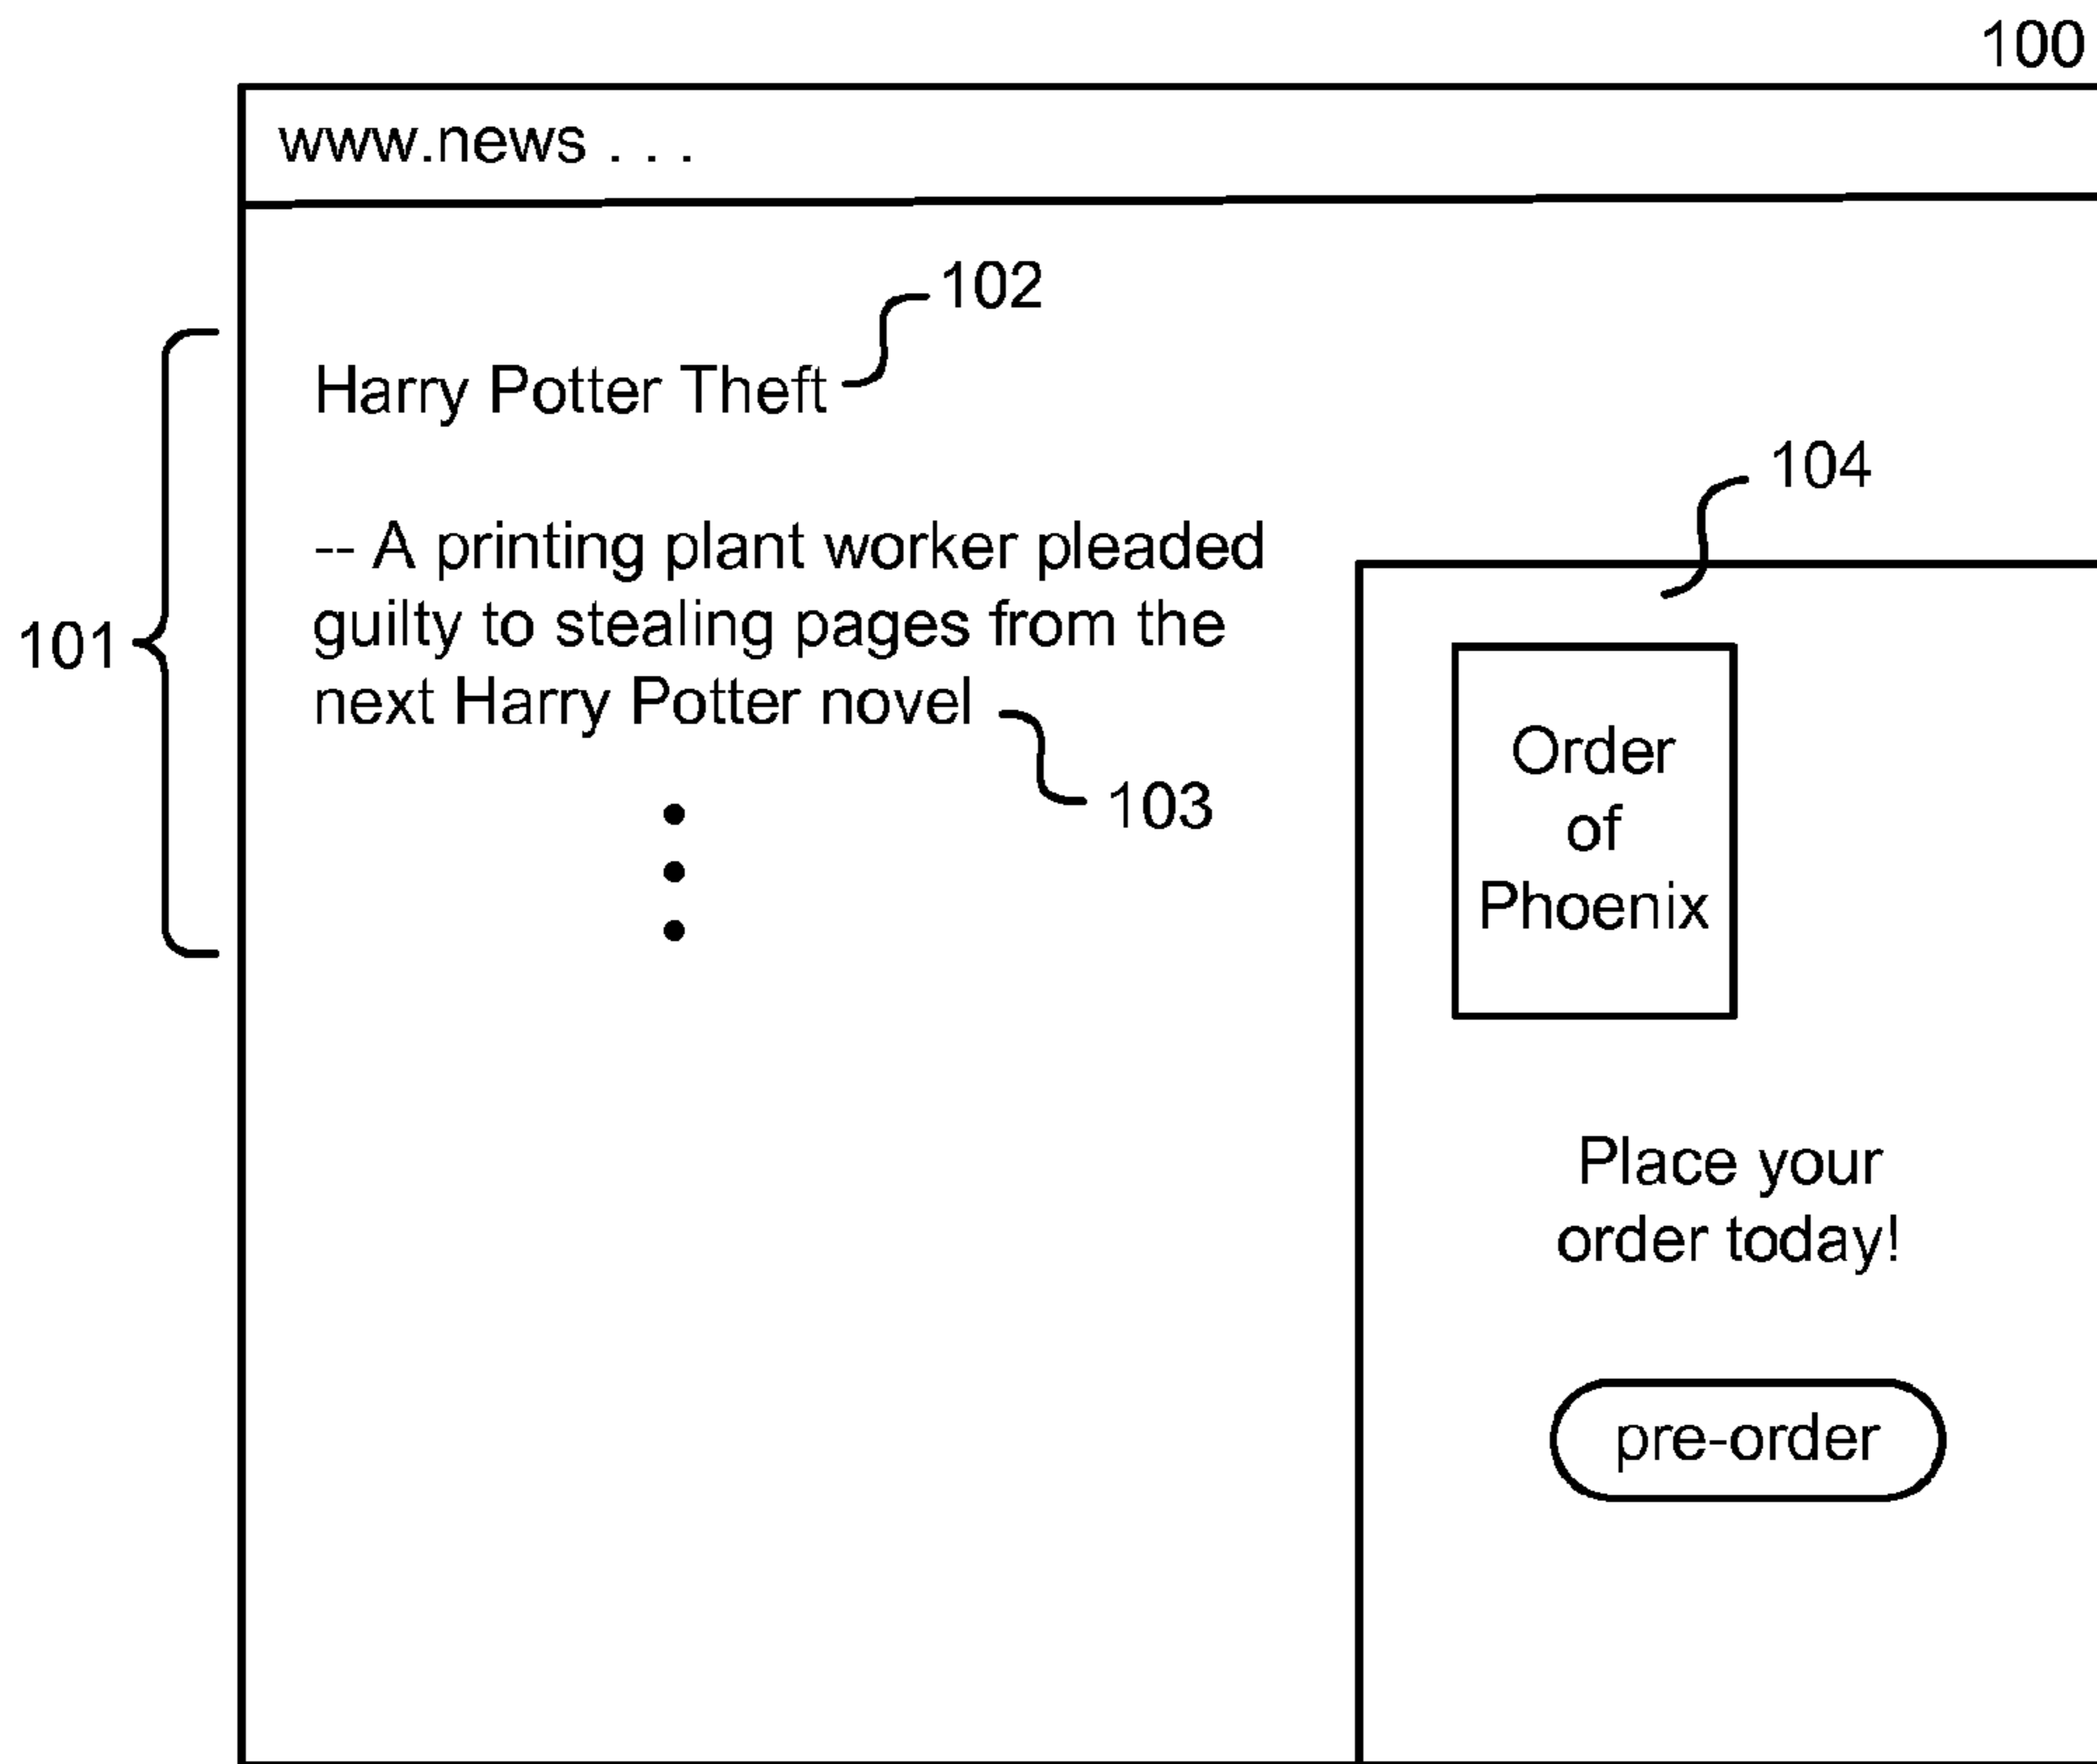 100
www.news . . .
102
Harry Potter Theft
101
-- A printing plant worker pleaded
guilty to stealing pages from the
next Harry Potter novel
103
104
Order
of
Phoenix
Place your
order today!
pre-order